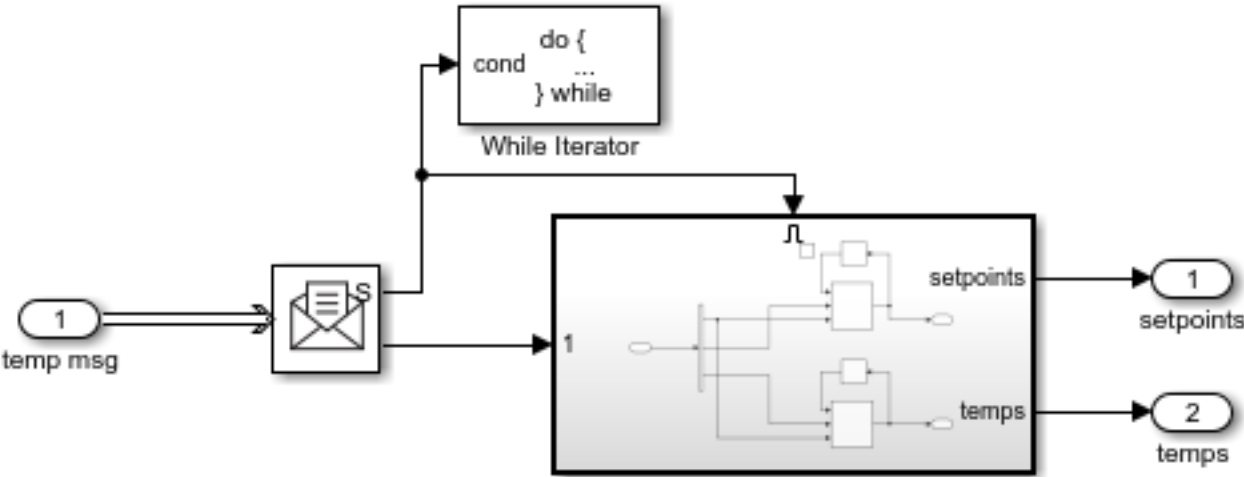 do {
cond ...
} while
While Iterator
S
1
temp msg
1
setpoints
temps
1
setpoints
2
temps